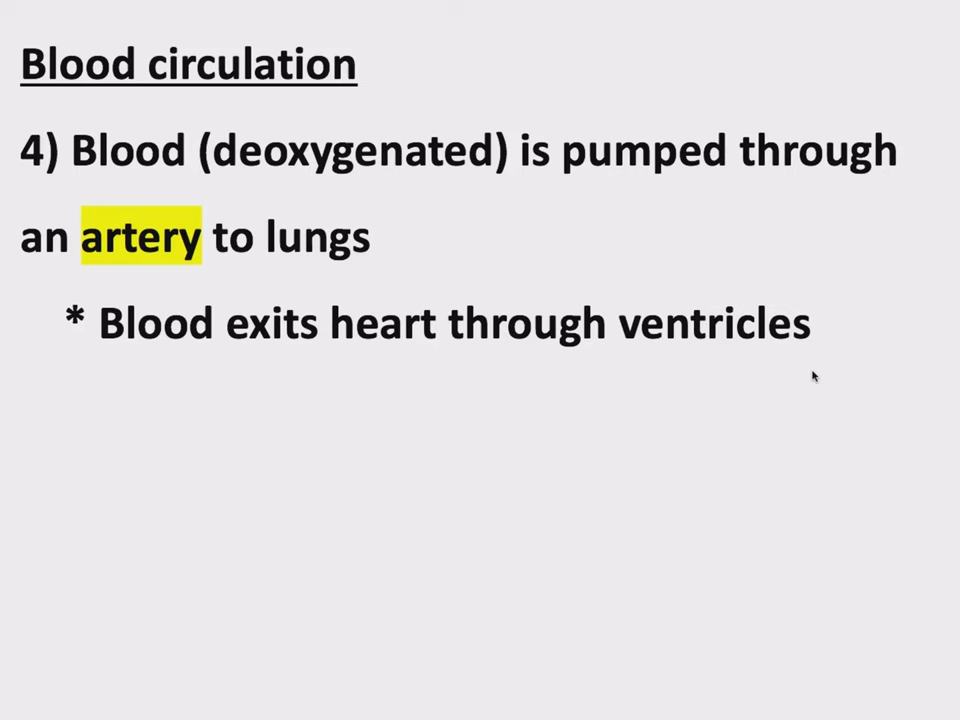 Blood circulation
4) Blood (deoxygenated) is pumped through
an artery to lungs
* Blood exits heart through ventricles